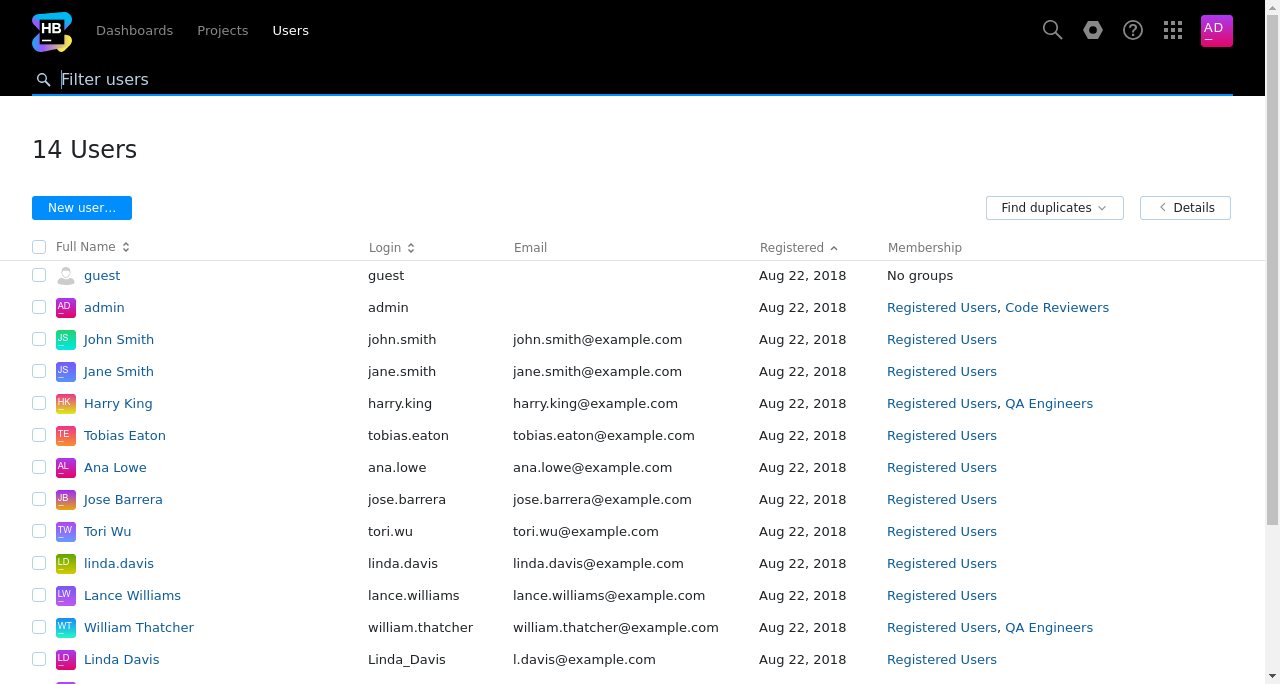 HB Dashboards Projects Users AD
Filter users
14 Users
New user… Find duplicates Details
Full Name Login Email Registered Membership
guest guest Aug 22, 2018 No groups
AD admin admin Aug 22, 2018 Registered Users, Code Reviewers
JS John Smith john.smith john.smith@example.com Aug 22, 2018 Registered Users
JS Jane Smith jane.smith jane.smith@example.com Aug 22, 2018 Registered Users
HK Harry King harry.king harry.king@example.com Aug 22, 2018 Registered Users, QA Engineers
TE Tobias Eaton tobias.eaton tobias.eaton@example.com Aug 22, 2018 Registered Users
AL Ana Lowe ana.lowe ana.lowe@example.com Aug 22, 2018 Registered Users
JB Jose Barrera jose.barrera jose.barrera@example.com Aug 22, 2018 Registered Users
TW Tori Wu tori.wu tori.wu@example.com Aug 22, 2018 Registered Users
LD linda.davis linda.davis linda.davis@example.com Aug 22, 2018 Registered Users
LW Lance Williams lance.williams lance.williams@example.com Aug 22, 2018 Registered Users
WT William Thatcher william.thatcher william.thatcher@example.com Aug 22, 2018 Registered Users, QA Engineers
LD Linda Davis Linda_Davis l.davis@example.com Aug 22, 2018 Registered Users